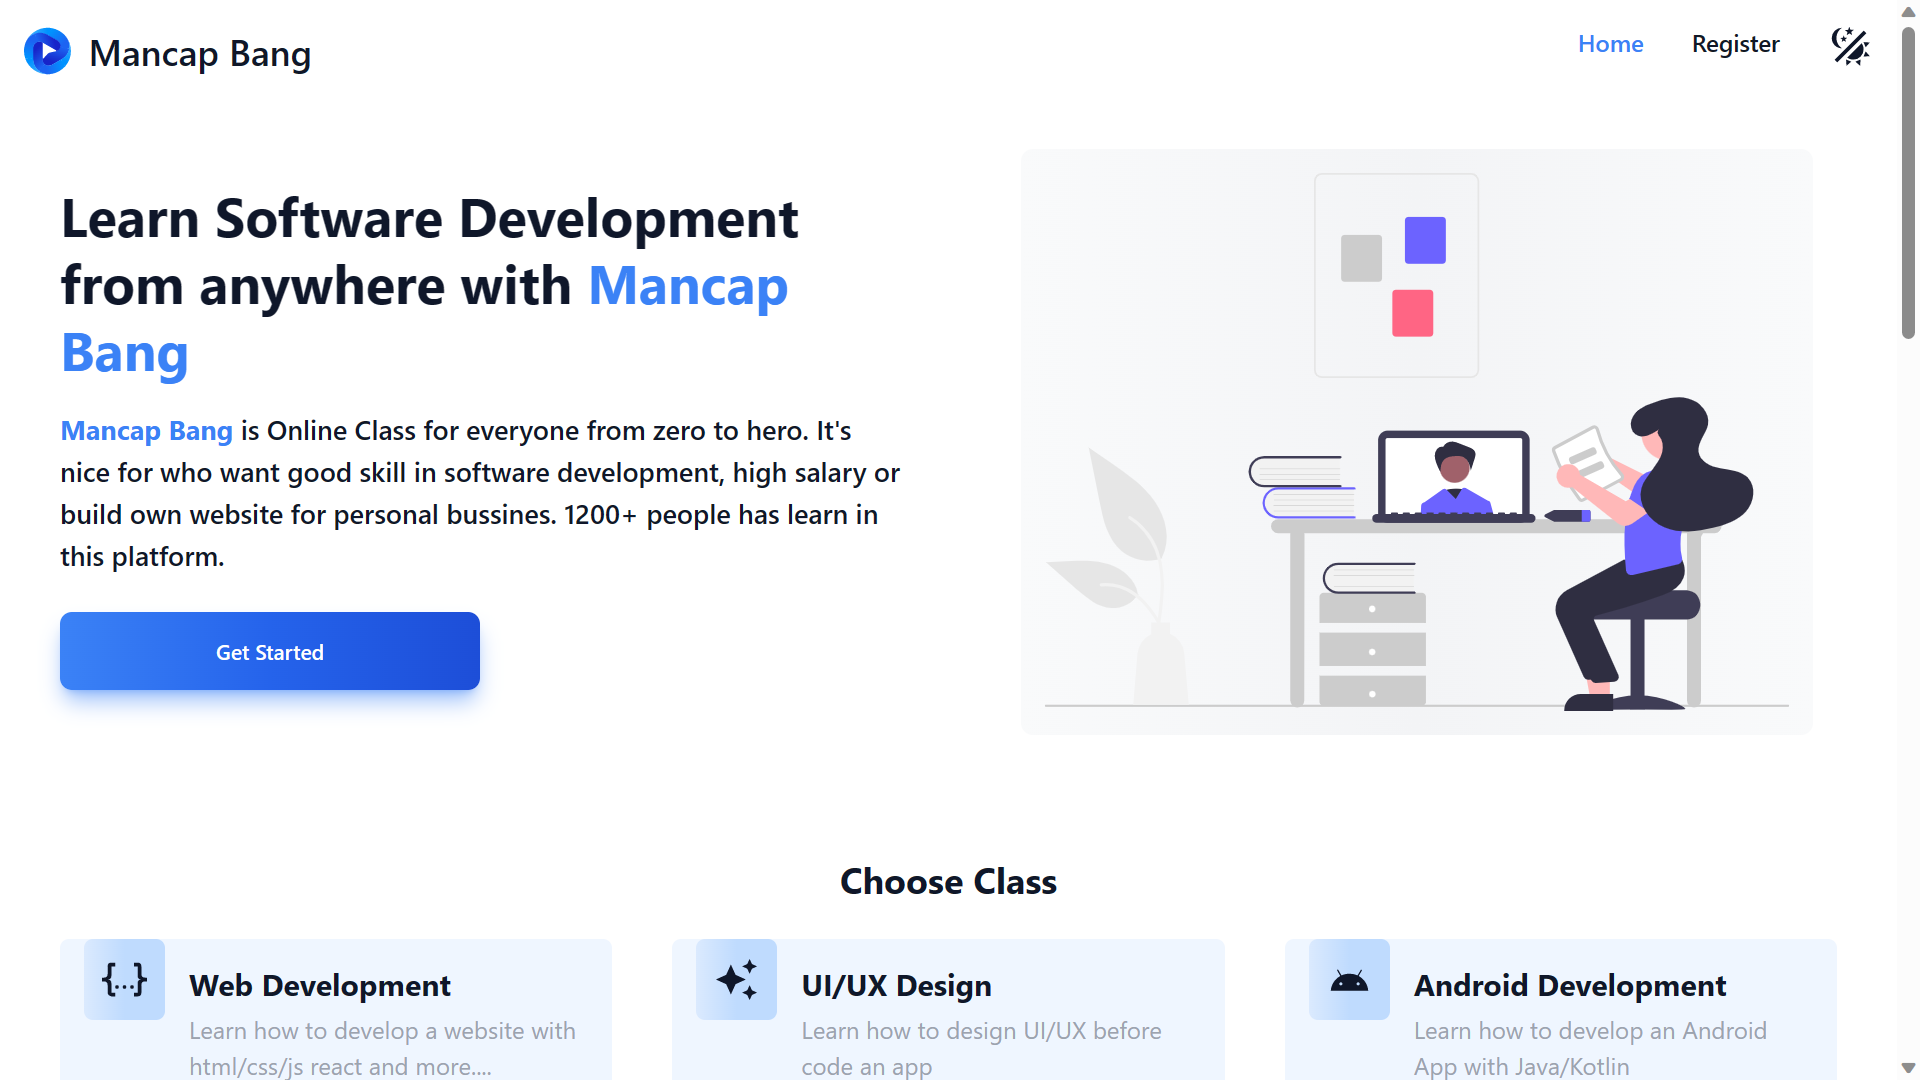 Mancap Bang
Home
Register
Learn Software Development
from anywhere with Mancap
Bang
Mancap Bang is Online Class for everyone from zero to hero. It's
nice for who want good skill in software development, high salary or
build own website for personal bussines. 1200+ people has learn in
this platform.
Get Started
Choose Class
{...}
Web Development
Learn how to develop a website with
html/css/js react and more....
UI/UX Design
Learn how to design UI/UX before
code an app
Android Development
Learn how to develop an Android
App with Java/Kotlin